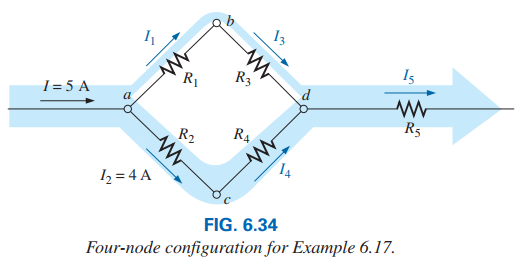 b
I₁
I₃
R₁
R₃
I = 5 A
a
d
I₅
R₂
R₄
R₅
I₂ = 4 A
I₄
c
FIG. 6.34
Four-node configuration for Example 6.17.